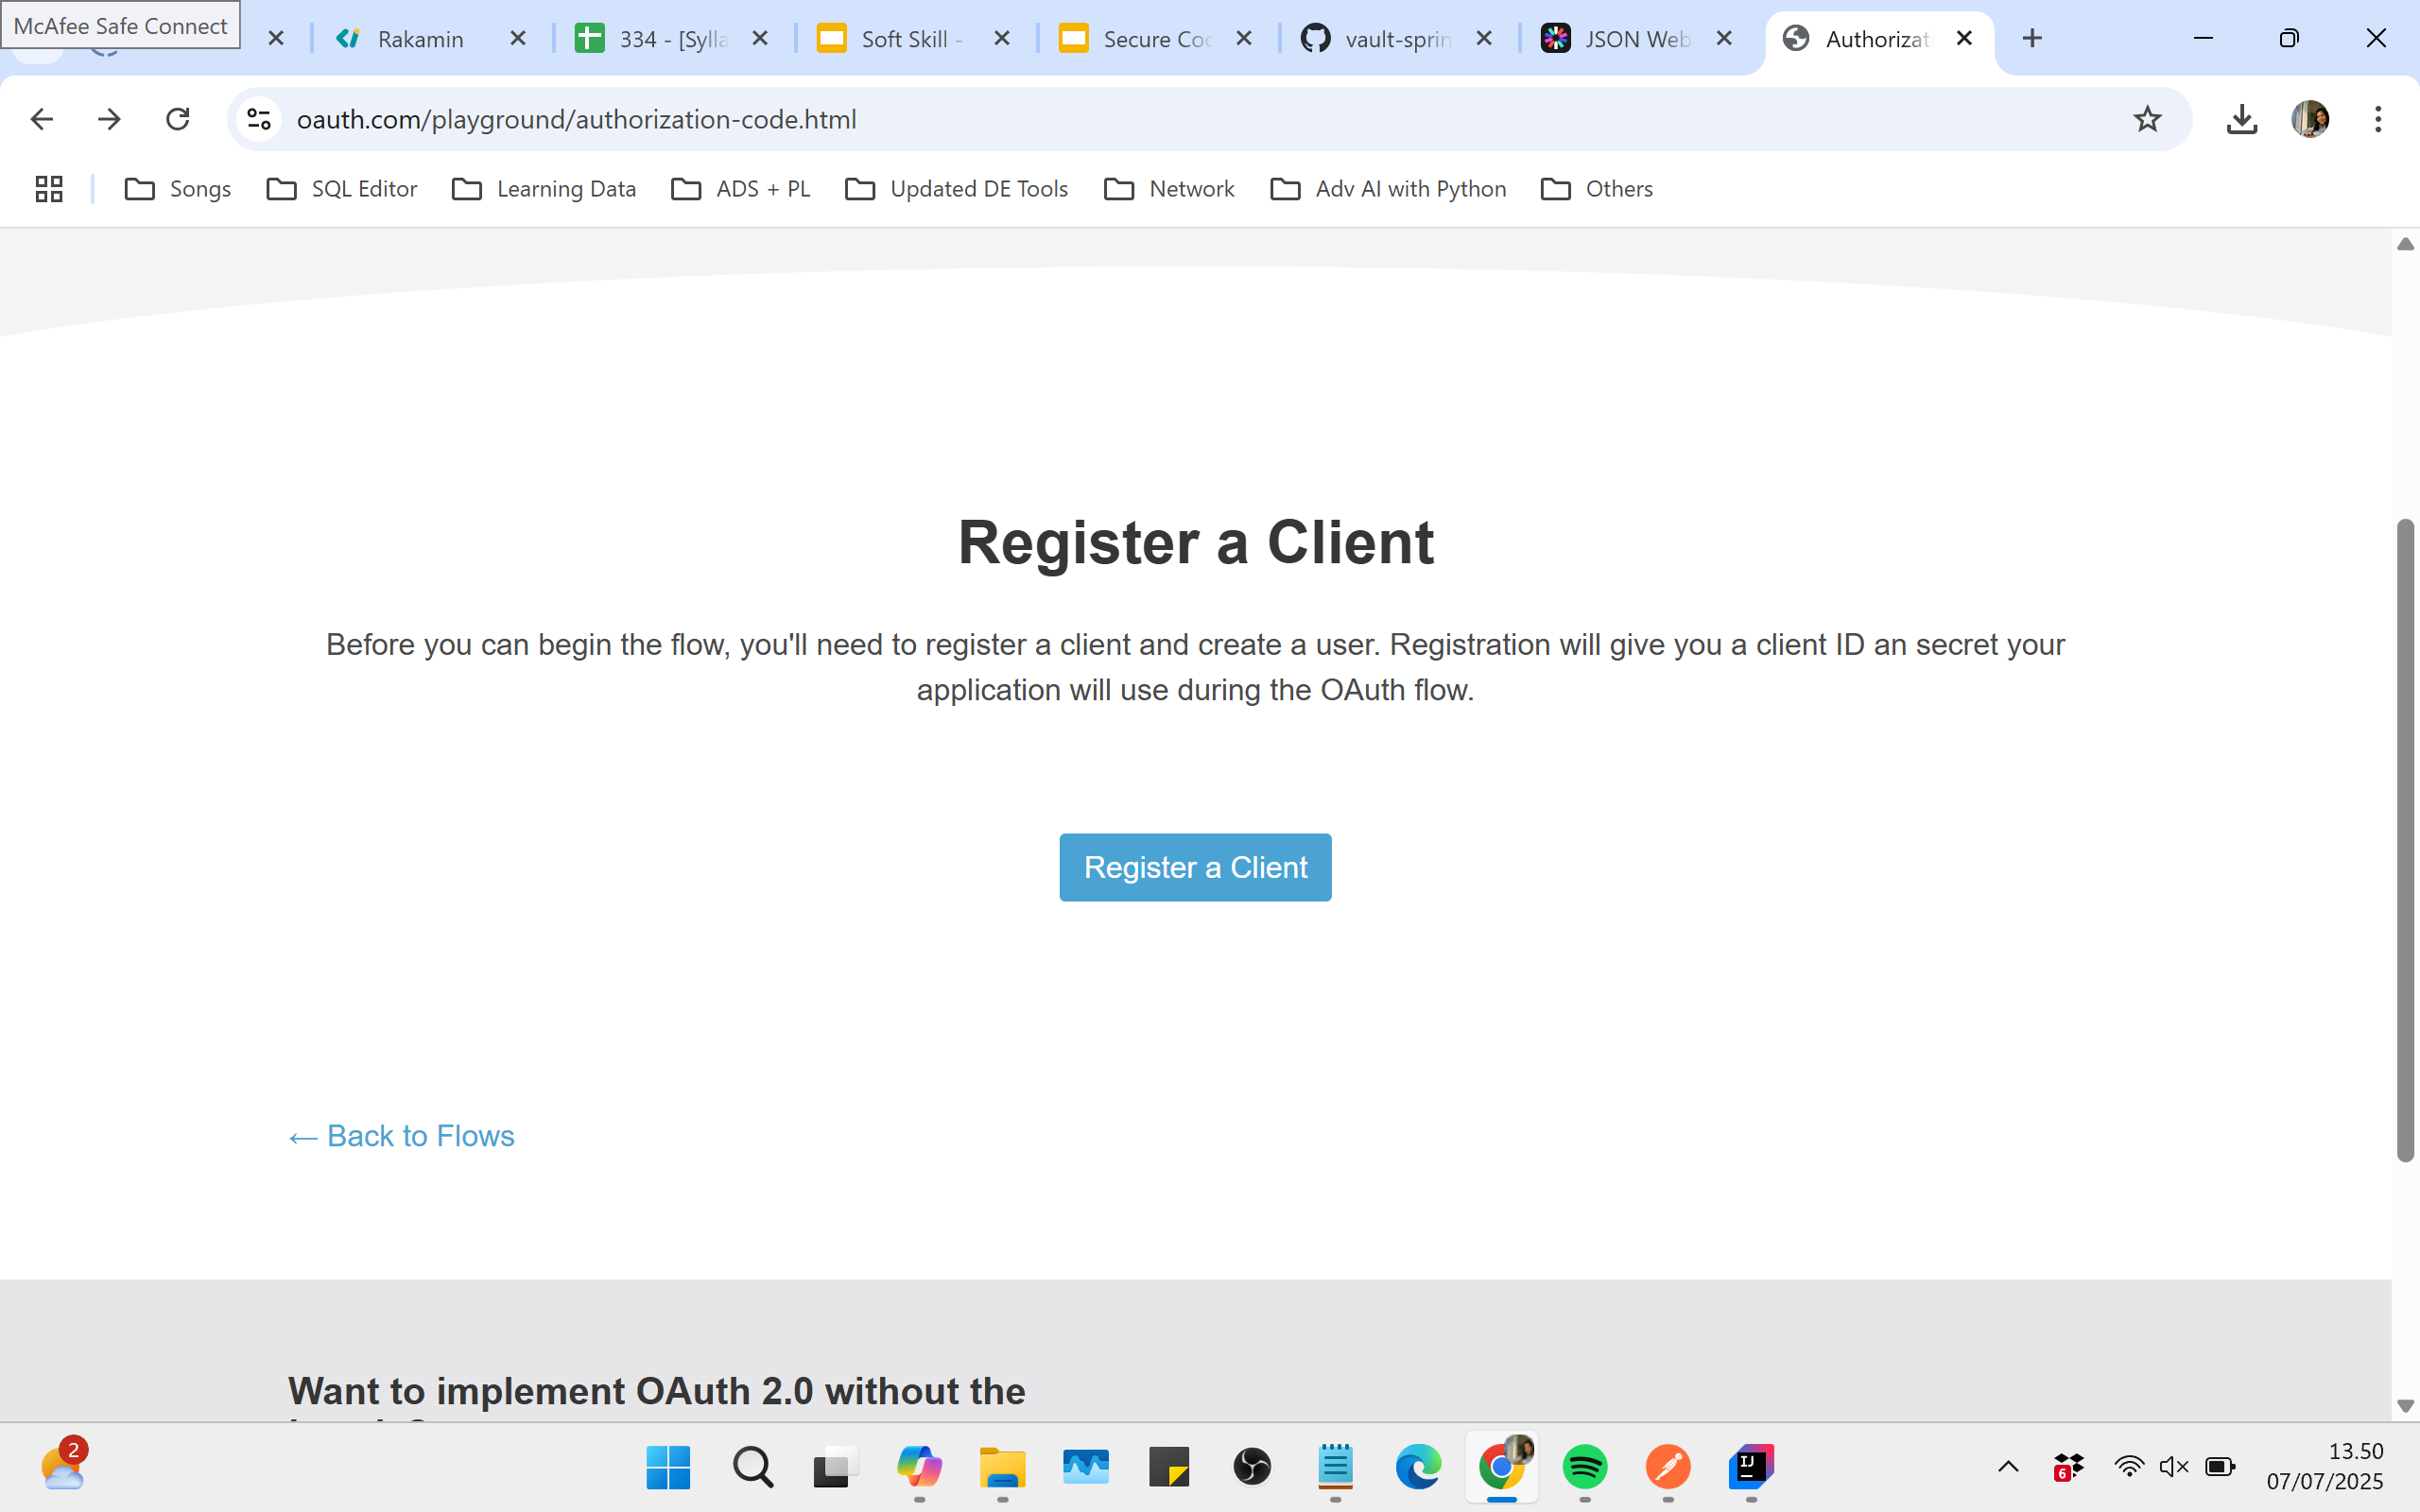 McAfee Safe Connect
Rakamin
334 - [Sylla
Soft Skill -
Secure Coc
vault-sprin
JSON Web
Authorizat
oauth.com/playground/authorization-code.html
Songs
SQL Editor
Learning Data
ADS + PL
Updated DE Tools
Network
Adv AI with Python
Others
Register a Client
Before you can begin the flow, you'll need to register a client and create a user. Registration will give you a client ID an secret your
application will use during the OAuth flow.
Register a Client
← Back to Flows
Want to implement OAuth 2.0 without the
2
IJ
6
13.50
07/07/2025